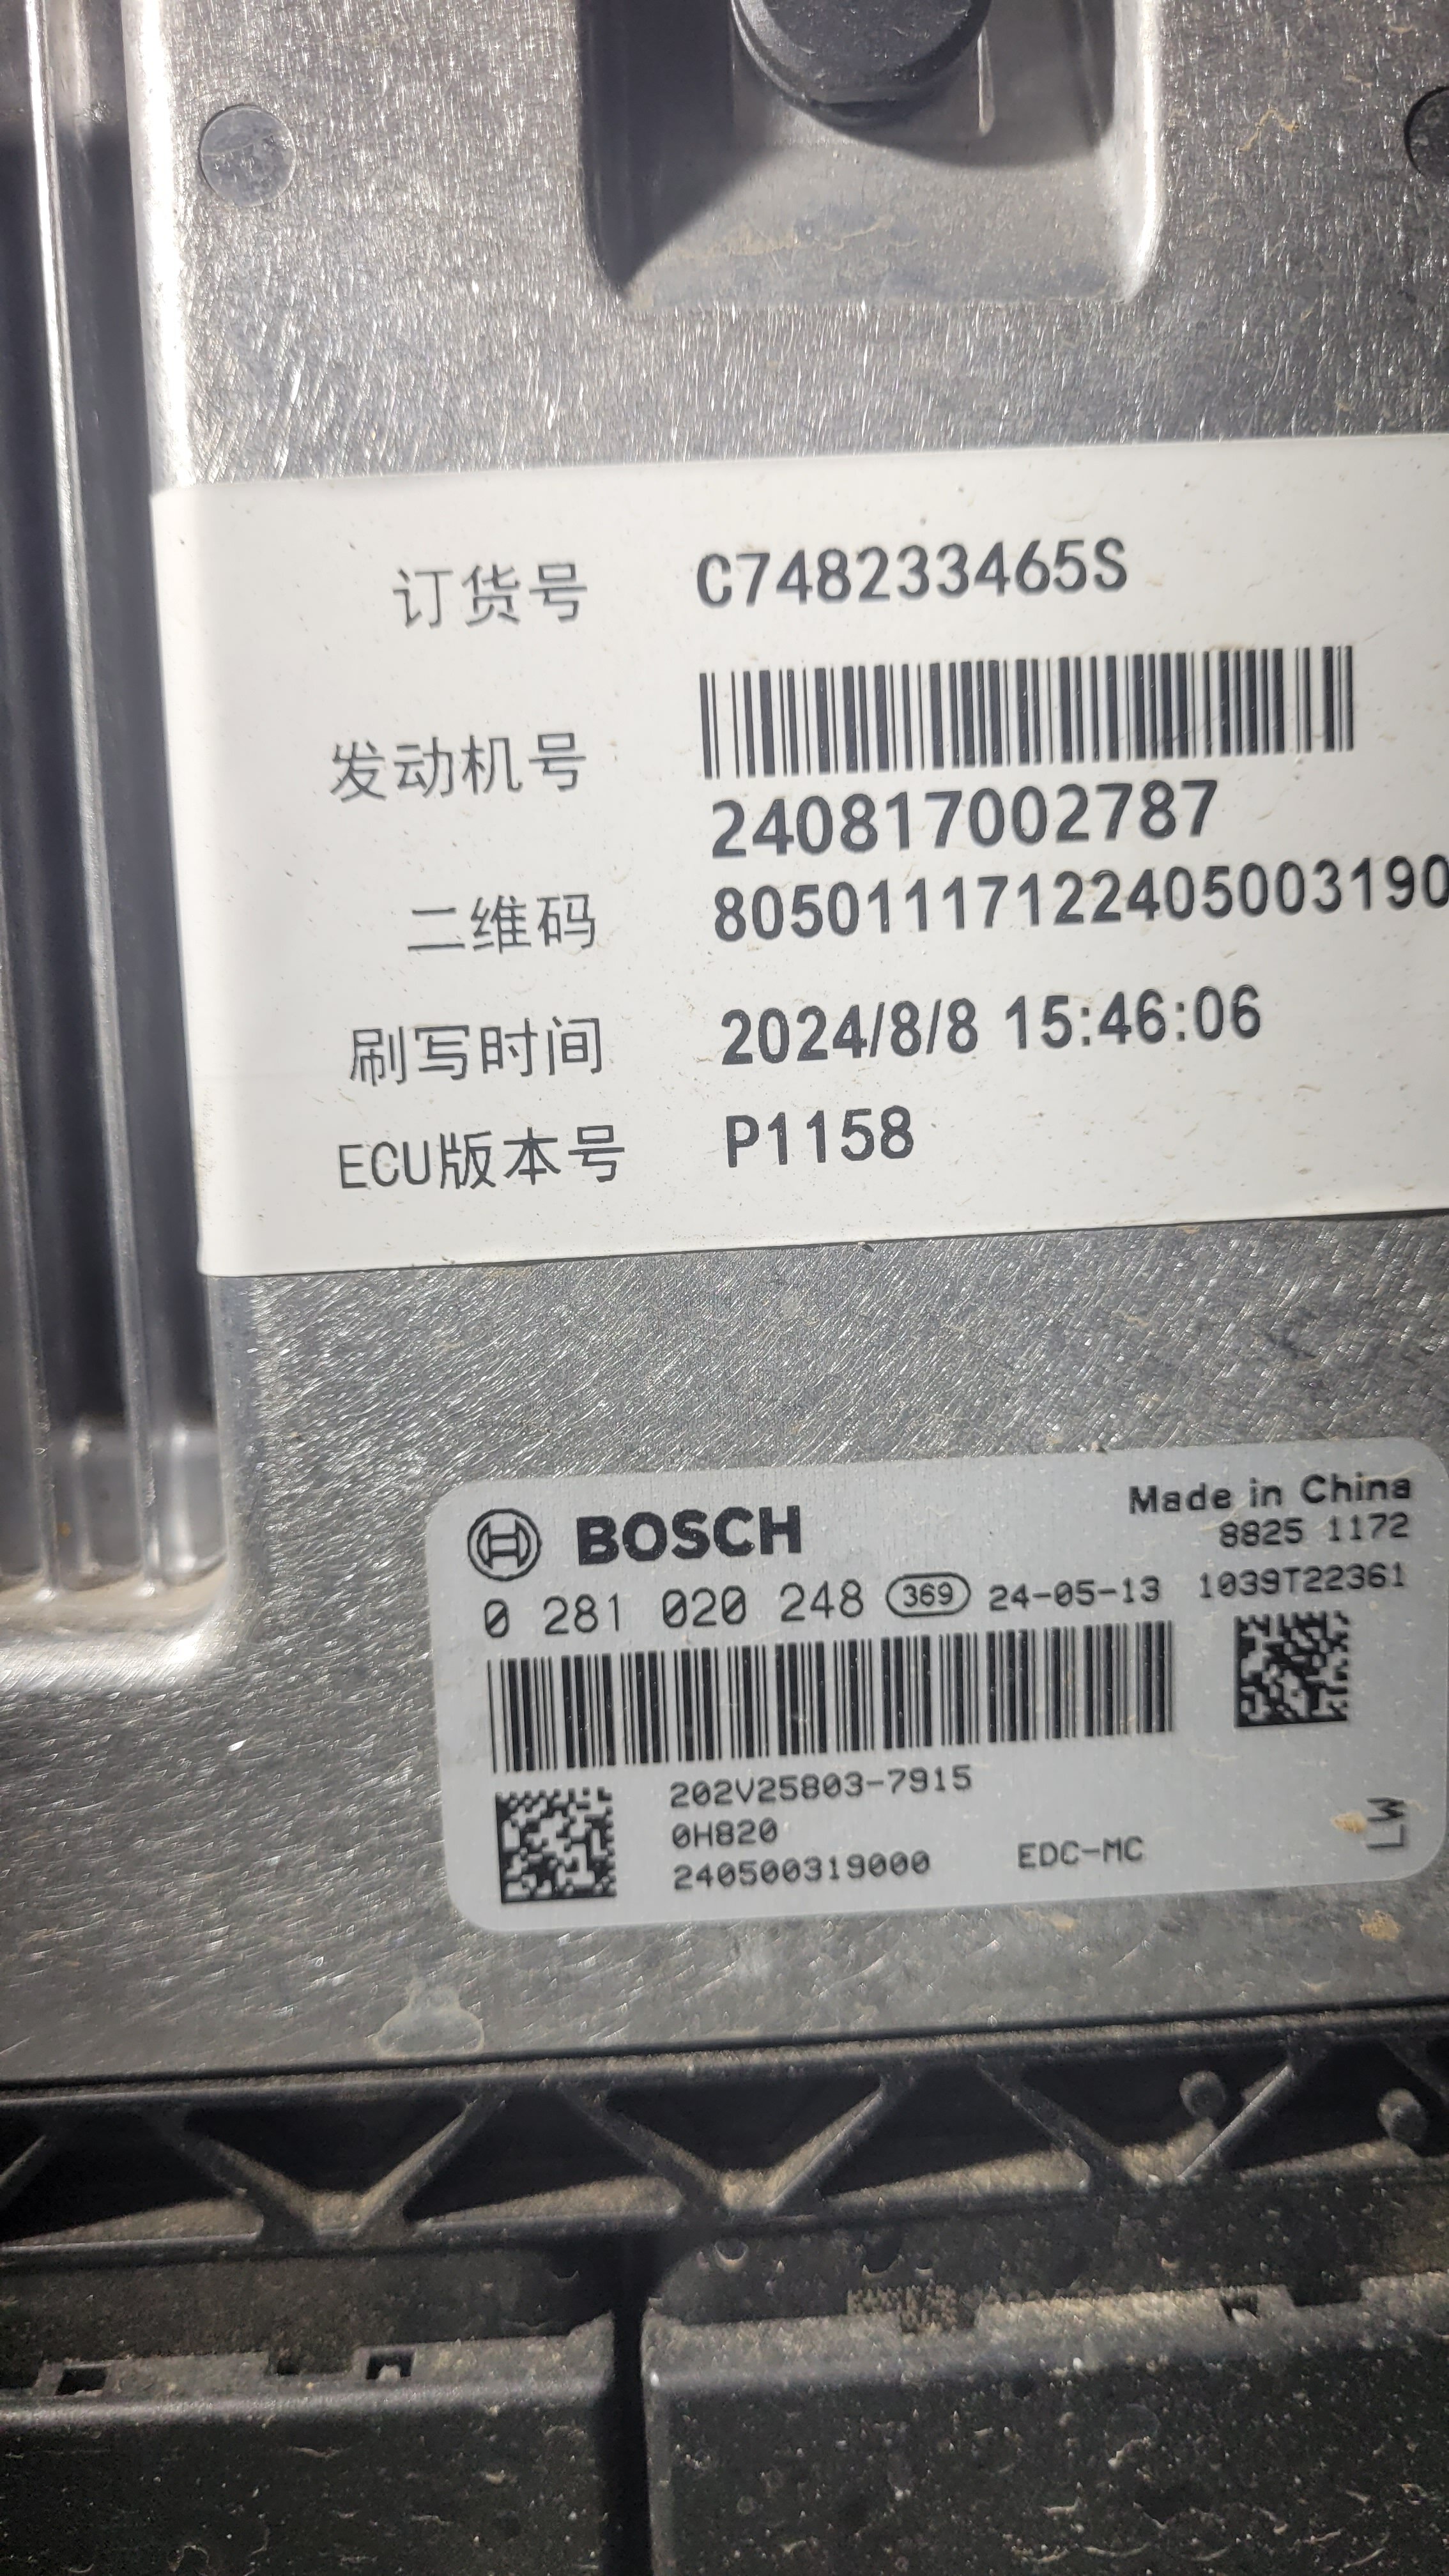 订货号 C748233465S
发动机号
240817002787
二维码 80501117122405003190
刷写时间 2024/8/8 15:46:06
ECU版本号 P1158
BOSCH
Made in China
8825 1172
0 281 020 248 369 24-05-13 1039T22361
202V25803-7915
0H820
240500319000 EDC-MC
LM